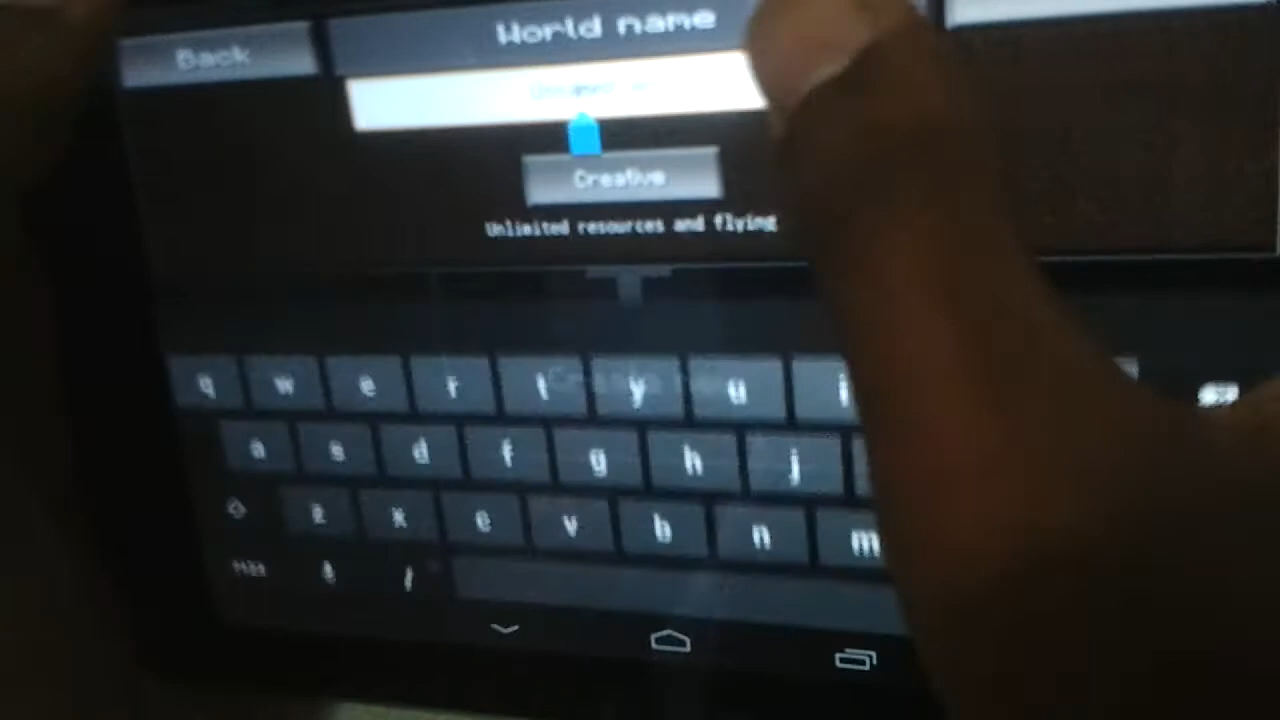 World name
Back
Creative
Unlimited resources and flying
q w e r t y u i
a s d f g h j
z x c v b n m
/